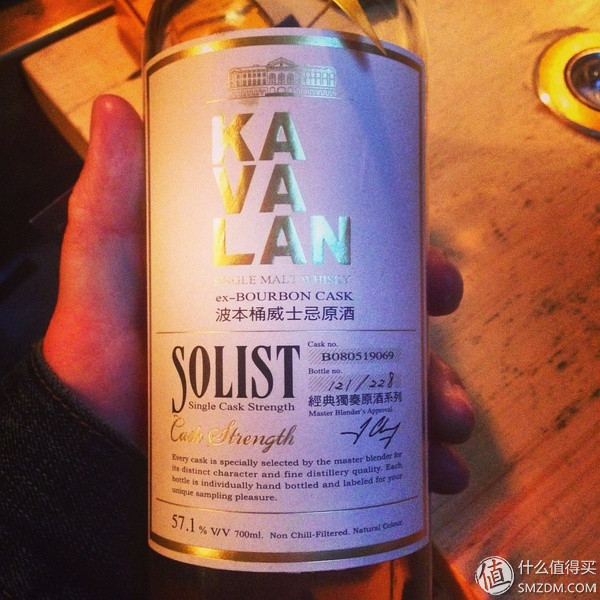 KA
VA
LAN
SINGLE MALT WHISKY
ex-BOURBON CASK
波本桶威士忌原酒
SOLIST
Single Cask Strength
Cask Strength
Cask no.
B080519069
Bottle no.
121/228
經典獨奏原酒系列
Master Blender's Approval
Every cask is specially selected by the master blender for
its distinct character and fine distillery quality. Each
bottle is individually hand bottled and labeled for your
unique sampling pleasure.
57.1 % V/V 700ml. Non Chill-Filtered. Natural Colour.
值 什么值得买
SMZDM.COM